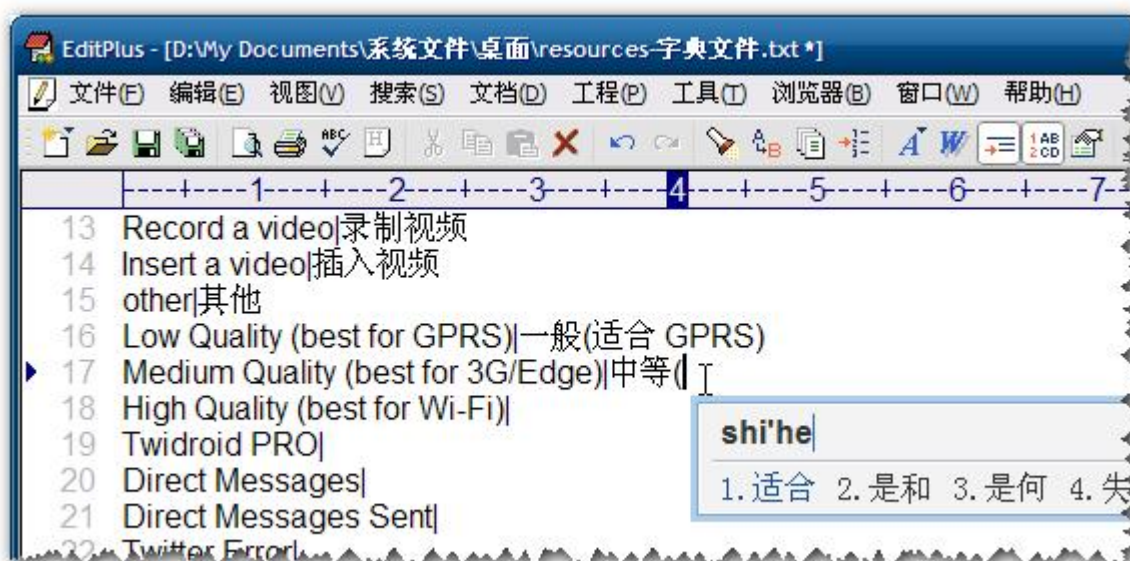 EditPlus - [D:\My Documents\系统文件\桌面\resources-字典文件.txt *]
文件(F) 编辑(E) 视图(V) 搜索(S) 文档(D) 工程(P) 工具(T) 浏览器(B) 窗口(W) 帮助(H)
----+----1----+----2----+----3----+----4----+----5----+----6----+----7-
13 Record a video|录制视频
14 Insert a video|插入视频
15 other|其他
16 Low Quality (best for GPRS)|一般(适合 GPRS)
17 Medium Quality (best for 3G/Edge)|中等(
18 High Quality (best for Wi-Fi)|
shi'he
19 Twidroid PRO|
20 Direct Messages|
1.适合 2.是和 3.是何 4.失
21 Direct Messages Sent|
22 Twitter Error|